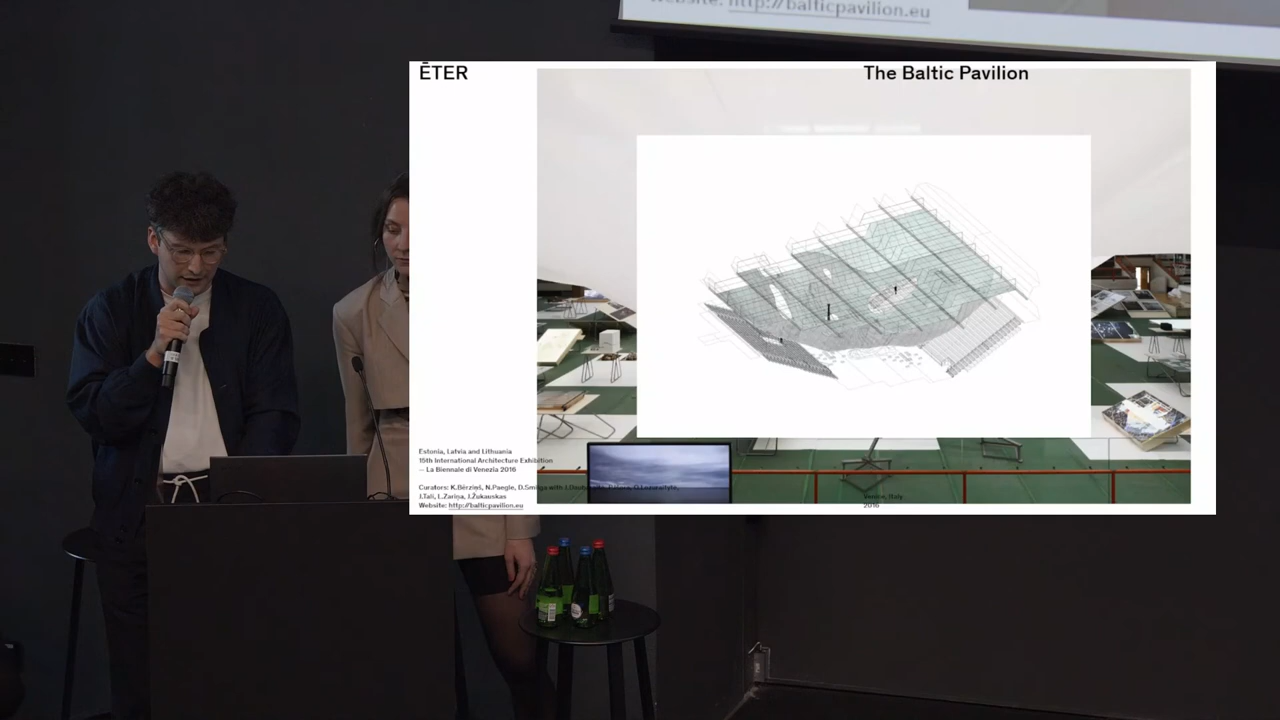 Website: http://balticpavilion.eu
ĒTER
The Baltic Pavilion
Estonia, Latvia and Lithuania
15th International Architecture Exhibition
— La Biennale di Venezia 2016
Curators: K.Bērziņš, N.Paegle, D.Smilga with
J.Tali, L.Zariņa, J.Žukauskas
Website: http://balticpavilion.eu
Venice, Italy
2016